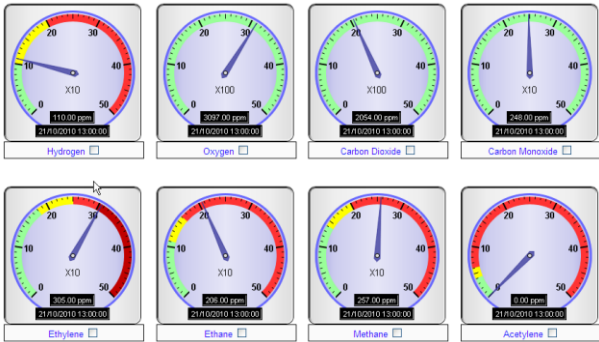 0 10 20 30 40 50
X10
110.00 ppm
21/10/2010 13:00:00
Hydrogen
0 10 20 30 40 50
X100
3097.00 ppm
21/10/2010 13:00:00
Oxygen
0 10 20 30 40 50
X100
2054.00 ppm
21/10/2010 13:00:00
Carbon Dioxide
0 10 20 30 40 50
X10
248.00 ppm
21/10/2010 13:00:00
Carbon Monoxide
0 10 20 30 40 50
X10
305.00 ppm
21/10/2010 13:00:00
Ethylene
0 10 20 30 40 50
X10
206.00 ppm
21/10/2010 13:00:00
Ethane
0 10 20 30 40 50
X10
257.00 ppm
21/10/2010 13:00:00
Methane
0 10 20 30 40 50
0.00 ppm
21/10/2010 13:00:00
Acetylene